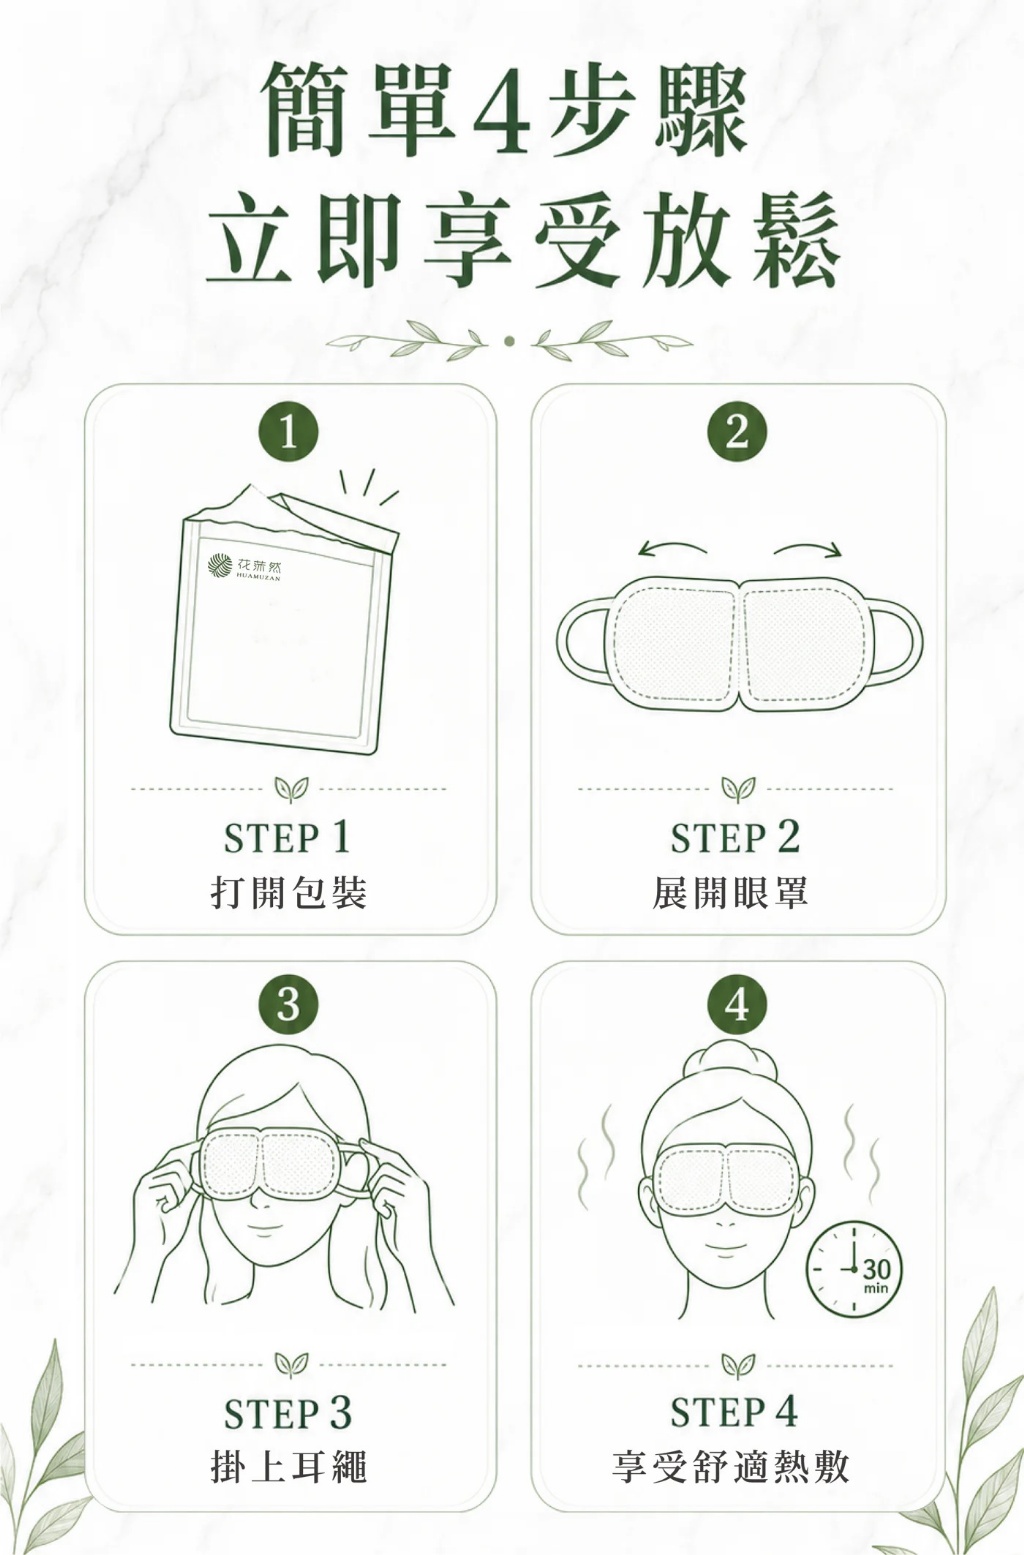 簡單4步驟
立即享受放鬆
1
花茉然
HUAMUZAN
STEP 1
打開包裝
2
STEP 2
展開眼罩
3
STEP 3
掛上耳繩
4
30
min
STEP 4
享受舒適熱敷